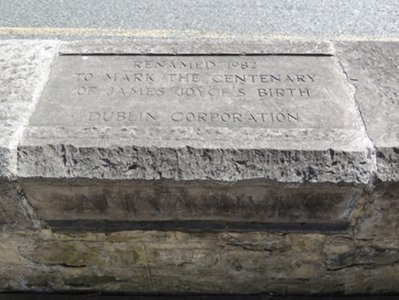 RENAMED 1982
TO MARK THE CENTENARY
OF JAMES JOYCE'S BIRTH
DUBLIN CORPORATION